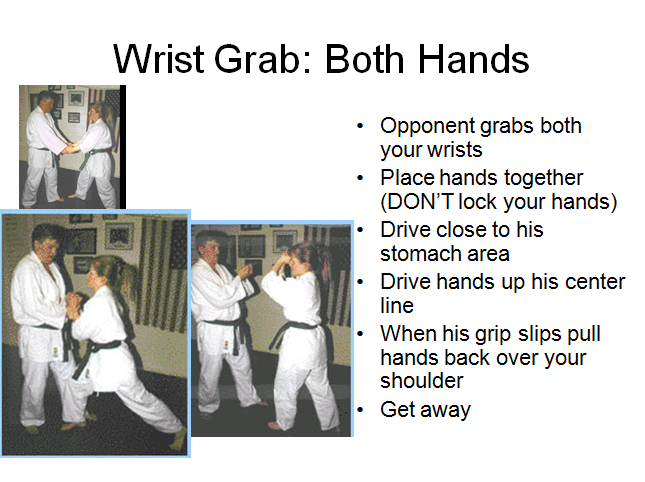 Wrist Grab: Both Hands
• Opponent grabs both
your wrists
• Place hands together
(DON'T lock your hands)
• Drive close to his
stomach area
• Drive hands up his center
line
• When his grip slips pull
hands back over your
shoulder
• Get away